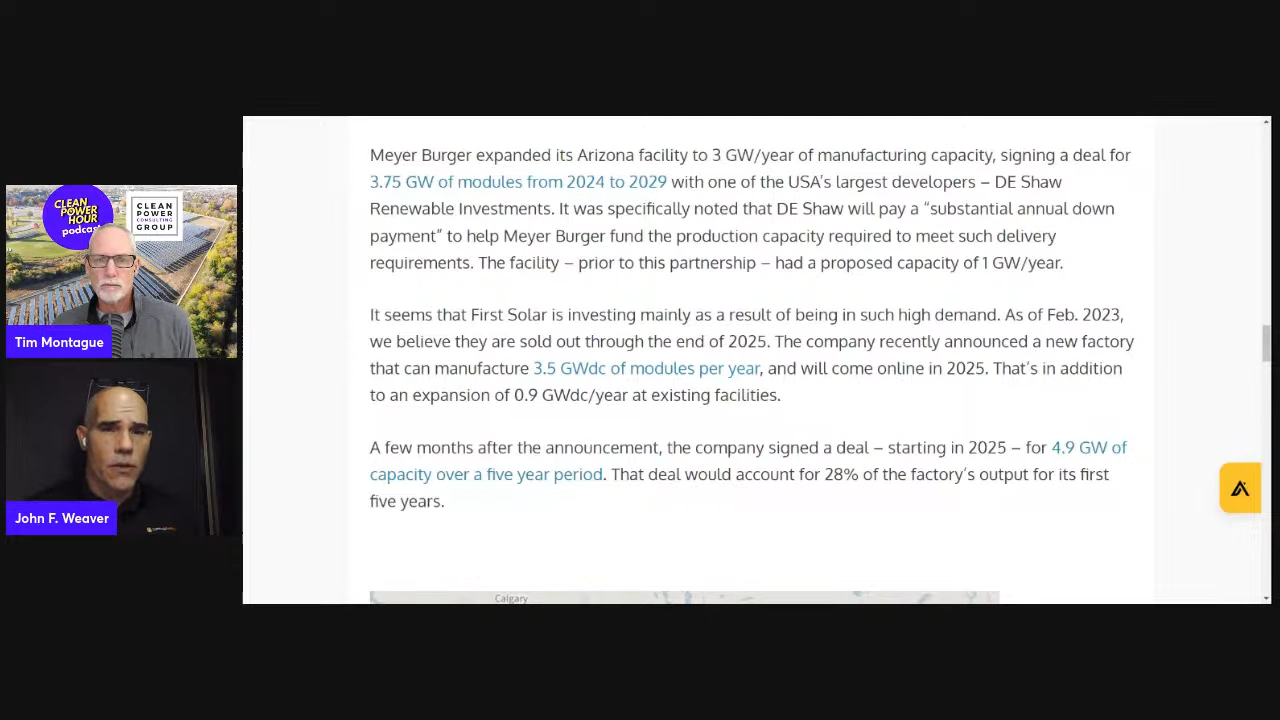 CLEAN
POWER
HOUR
podcast
CLEAN
POWER
CONSULTING
GROUP
Tim Montague
John F. Weaver
Meyer Burger expanded its Arizona facility to 3 GW/year of manufacturing capacity, signing a deal for
3.75 GW of modules from 2024 to 2029 with one of the USA’s largest developers – DE Shaw
Renewable Investments. It was specifically noted that DE Shaw will pay a “substantial annual down
payment” to help Meyer Burger fund the production capacity required to meet such delivery
requirements. The facility – prior to this partnership – had a proposed capacity of 1 GW/year.
It seems that First Solar is investing mainly as a result of being in such high demand. As of Feb. 2023,
we believe they are sold out through the end of 2025. The company recently announced a new factory
that can manufacture 3.5 GWdc of modules per year, and will come online in 2025. That’s in addition
to an expansion of 0.9 GWdc/year at existing facilities.
A few months after the announcement, the company signed a deal – starting in 2025 – for 4.9 GW of
capacity over a five year period. That deal would account for 28% of the factory’s output for its first
five years.
Calgary